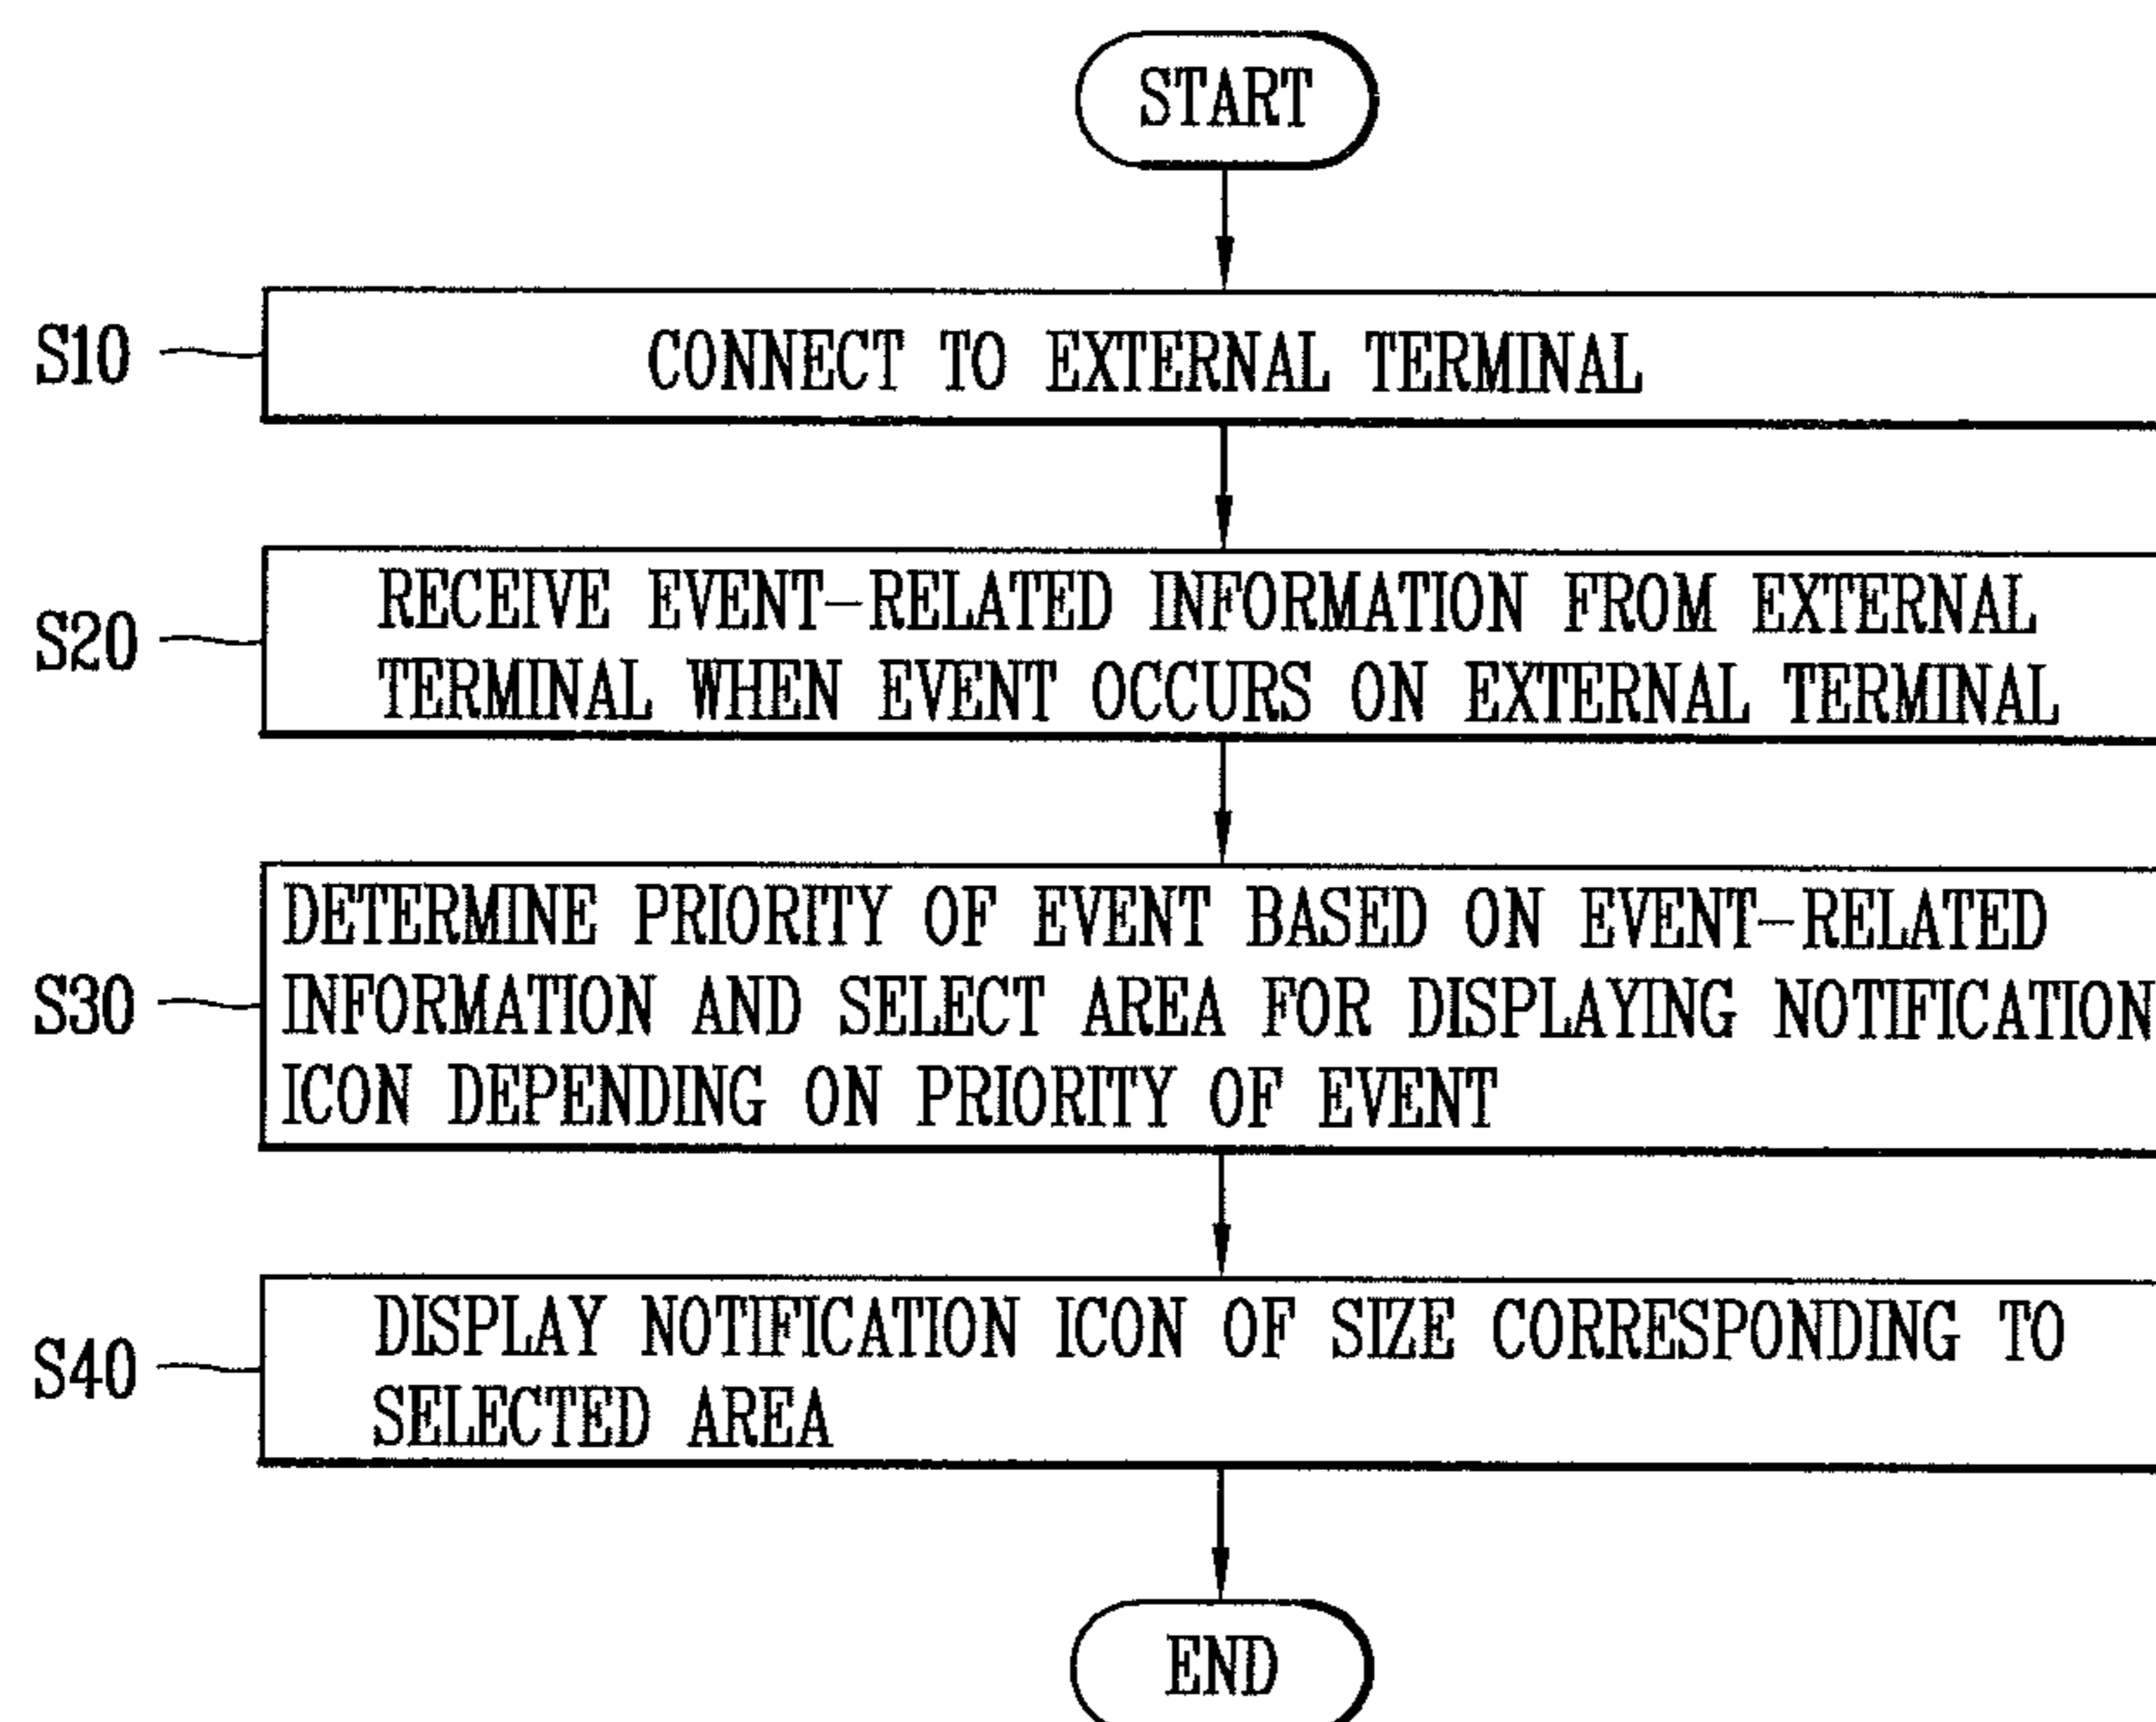 START
S10
CONNECT TO EXTERNAL TERMINAL
S20
RECEIVE EVENT-RELATED INFORMATION FROM EXTERNAL
TERMINAL WHEN EVENT OCCURS ON EXTERNAL TERMINAL
S30
DETERMINE PRIORITY OF EVENT BASED ON EVENT-RELATED
INFORMATION AND SELECT AREA FOR DISPLAYING NOTIFICATION
ICON DEPENDING ON PRIORITY OF EVENT
S40
DISPLAY NOTIFICATION ICON OF SIZE CORRESPONDING TO
SELECTED AREA
END